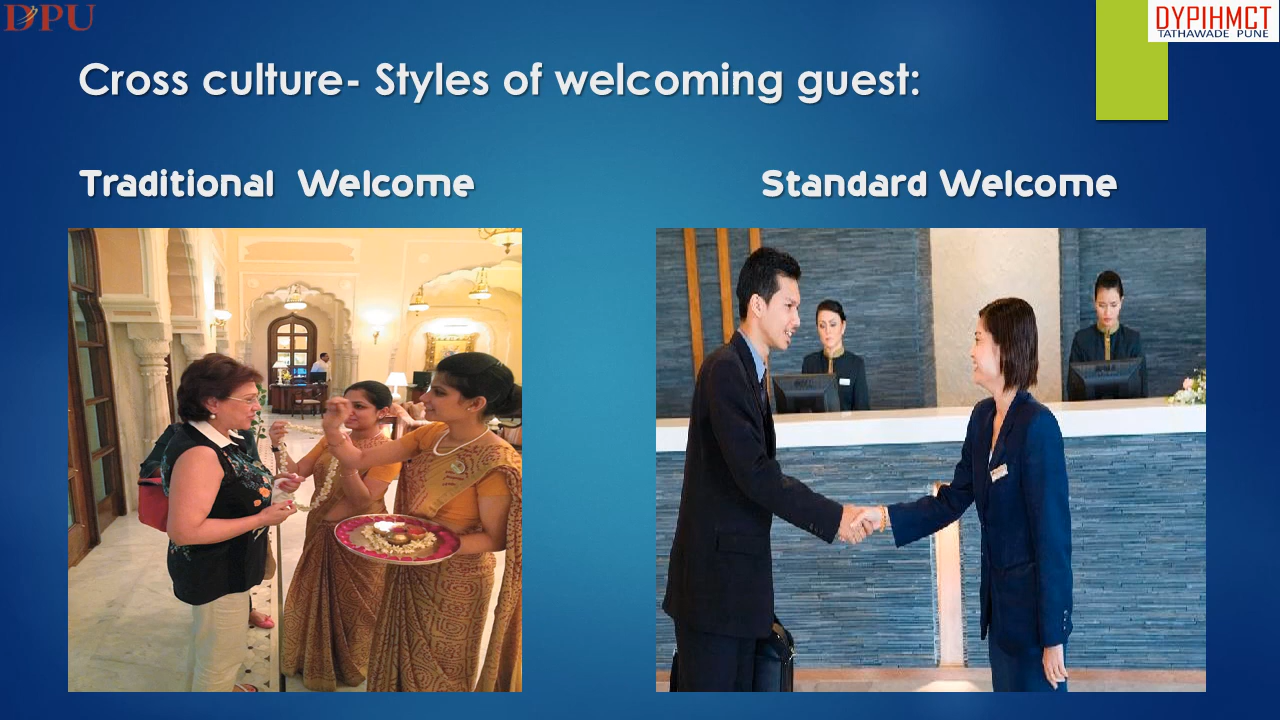 DPU
DYPIHMCT
TATHAWADE PUNE
Cross culture- Styles of welcoming guest:
Traditional Welcome
Standard Welcome